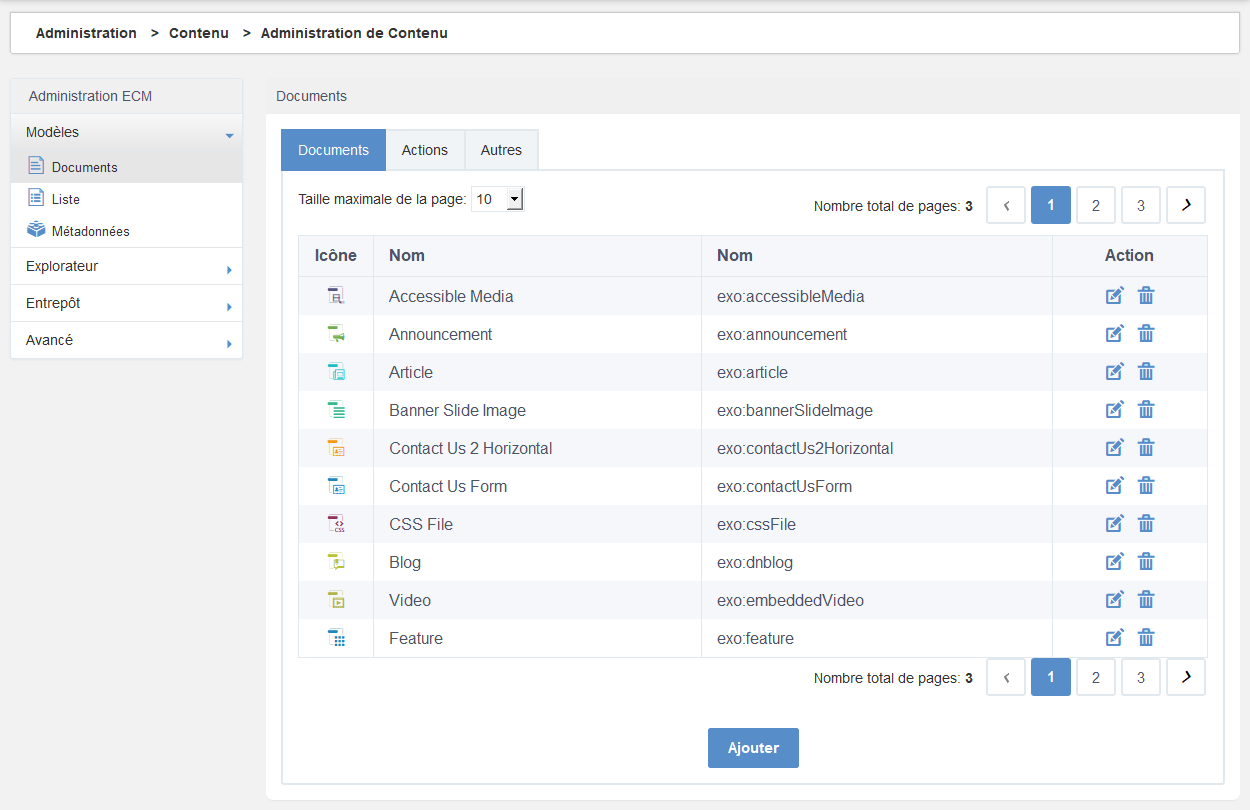 Administration > Contenu > Administration de Contenu
Administration ECM
Modèles
Documents
Liste
Métadonnées
Explorateur
Entrepôt
Avancé
Documents
Documents Actions Autres
Taille maximale de la page: 10
Nombre total de pages: 3 ‹ 1 2 3 ›
Icône Nom Nom Action
Accessible Media exo:accessibleMedia
Announcement exo:announcement
Article exo:article
Banner Slide Image exo:bannerSlideImage
Contact Us 2 Horizontal exo:contactUs2Horizontal
Contact Us Form exo:contactUsForm
CSS CSS File exo:cssFile
Blog exo:dnblog
Video exo:embeddedVideo
Feature exo:feature
Nombre total de pages: 3 ‹ 1 2 3 ›
Ajouter